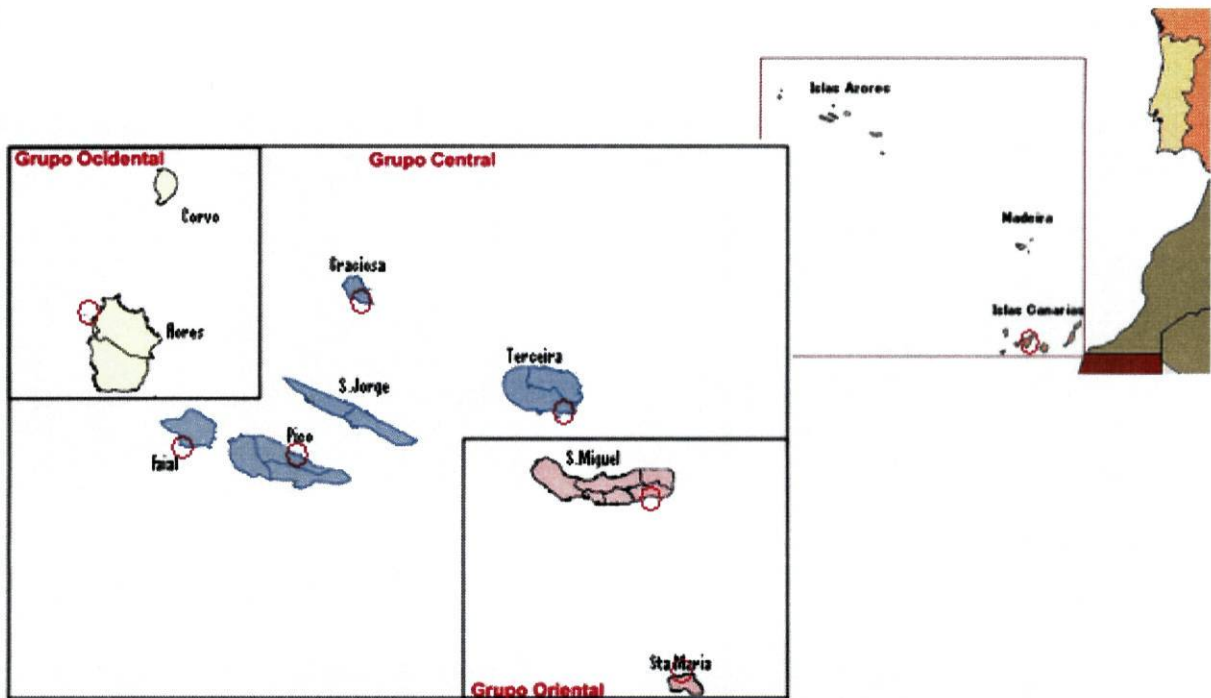 Islas Azores
Madeira
Islas Canarias
Grupo Ocidental
Corvo
Flores
Grupo Central
Graciosa
Terceira
S.Jorge
Pico
Faial
S.Miguel
Sta.Maria
Grupo Oriental